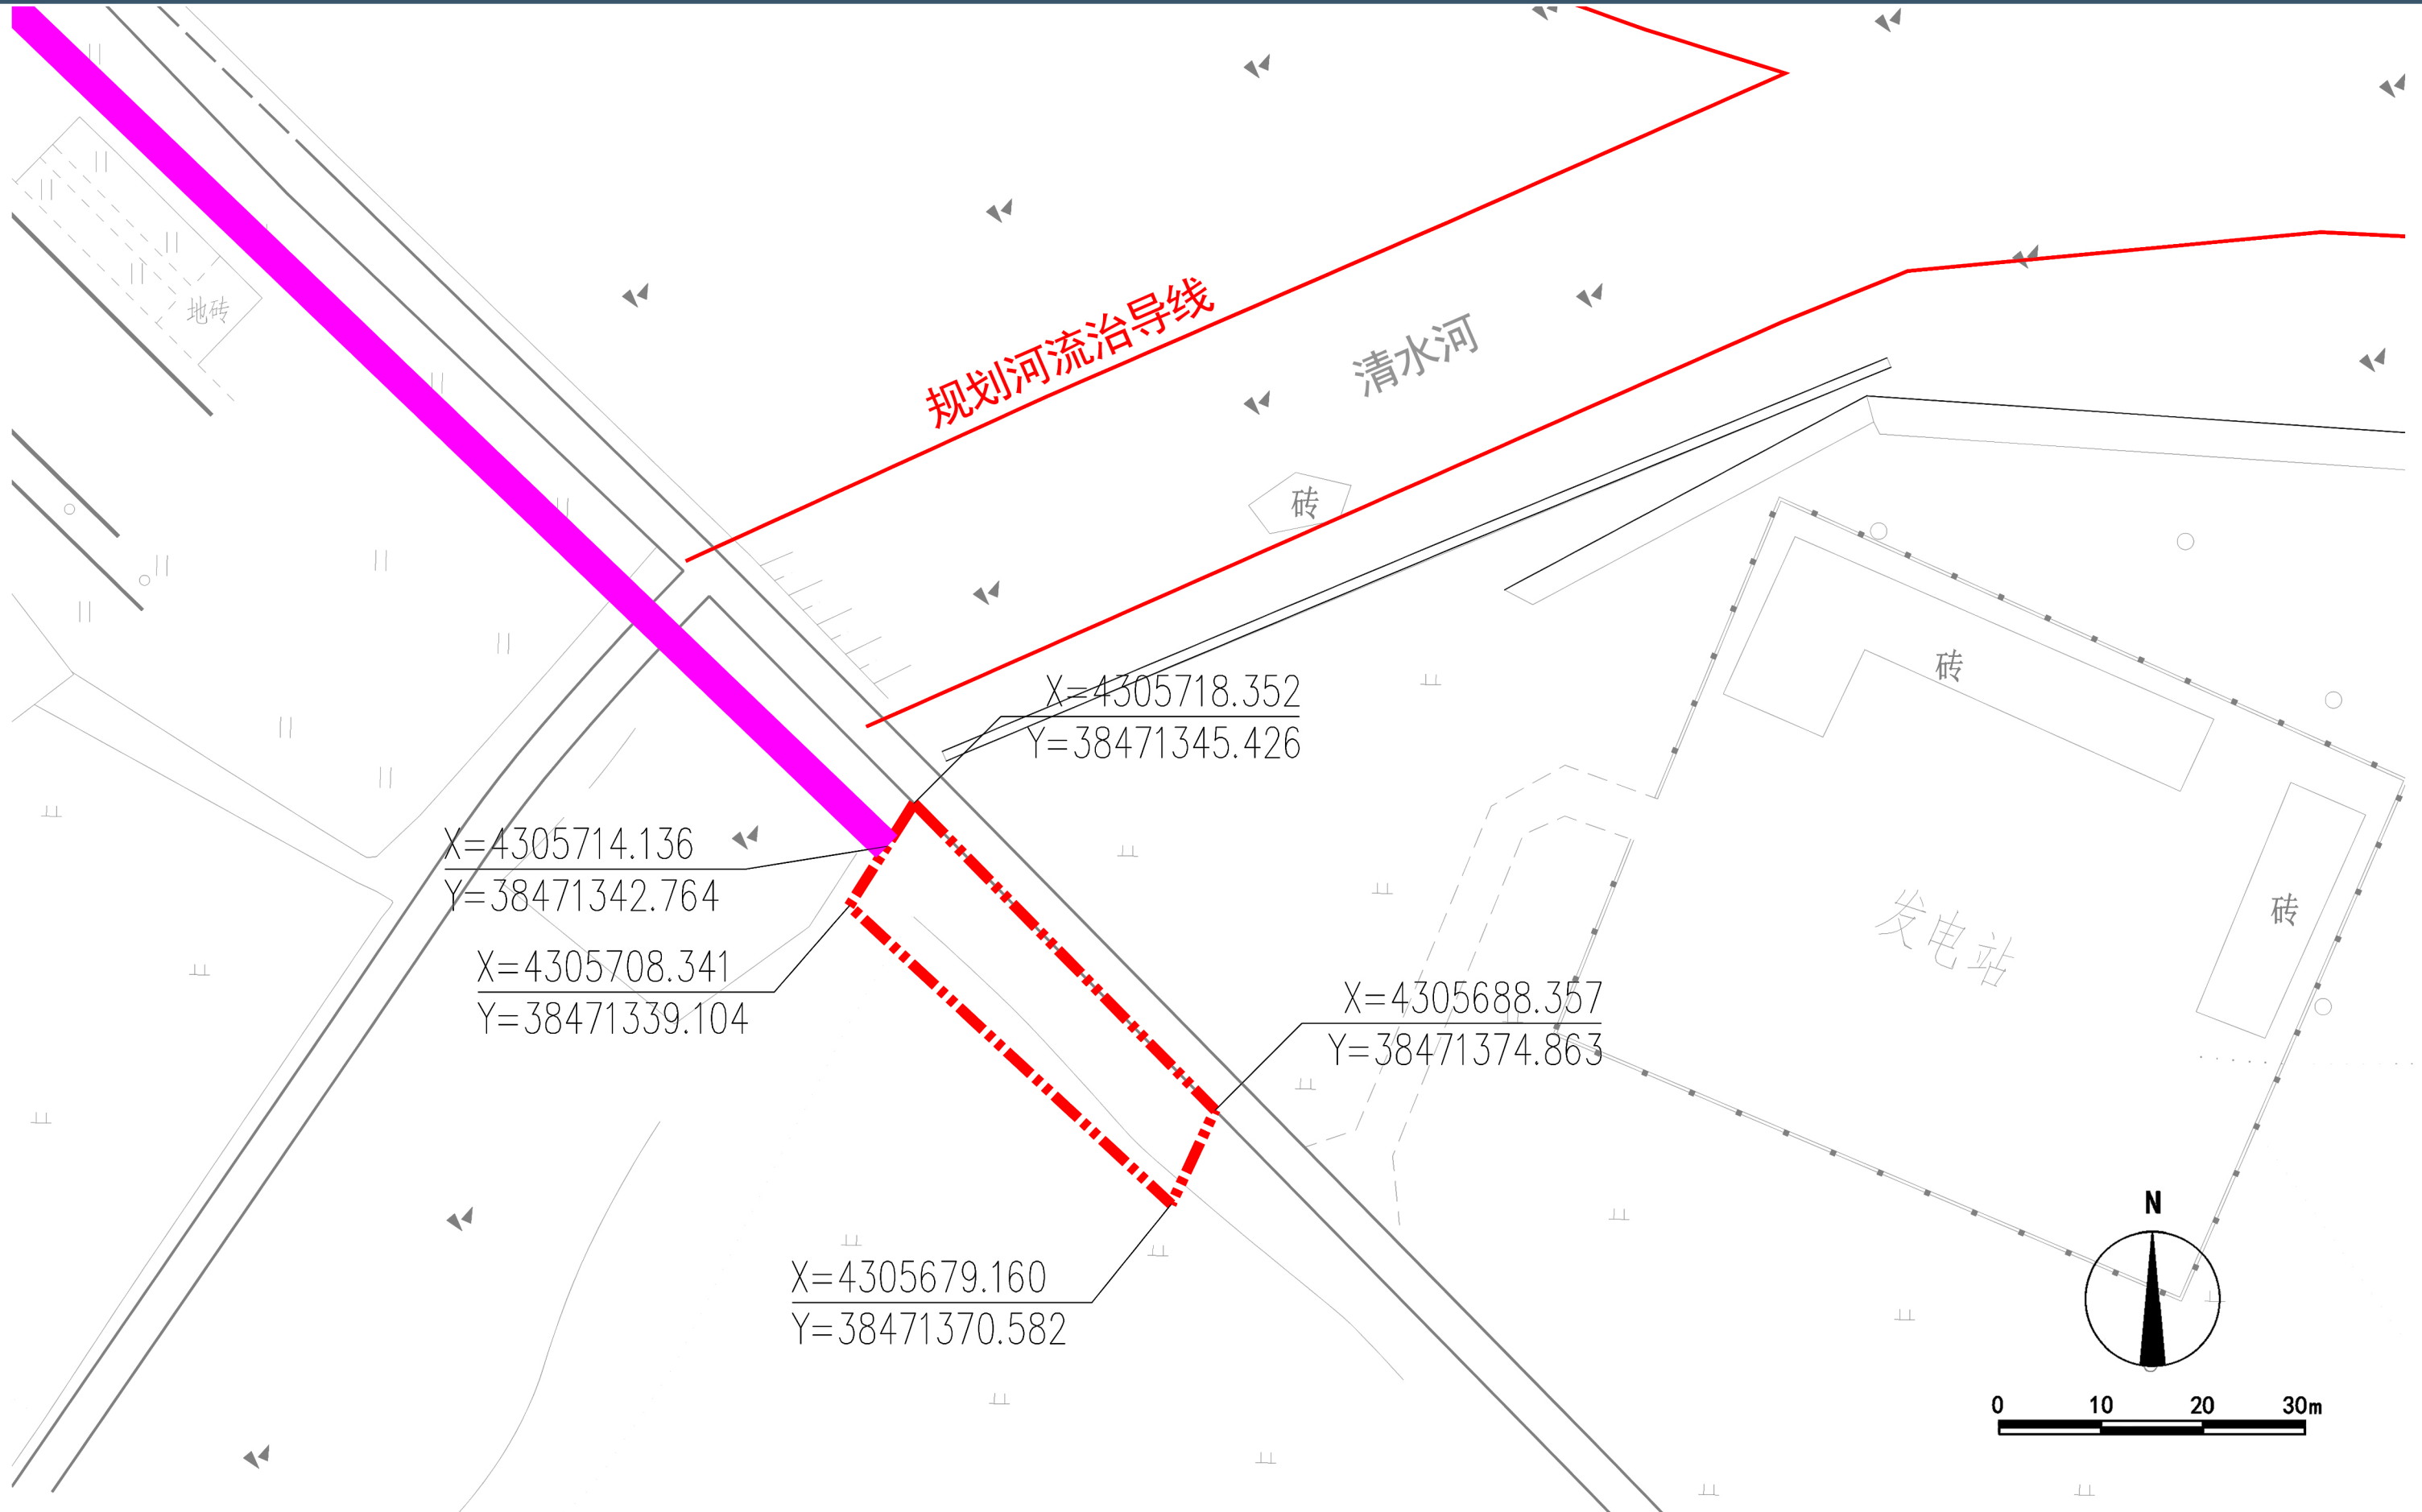 地砖
规划河流治导线
清水河
砖
砖
X=4305718.352
Y=38471345.426
X=4305714.136
Y=38471342.764
砖
发电站
X=4305708.341
Y=38471339.104
X=4305688.357
Y=38471374.863
N
X=4305679.160
Y=38471370.582
0 10 20 30m